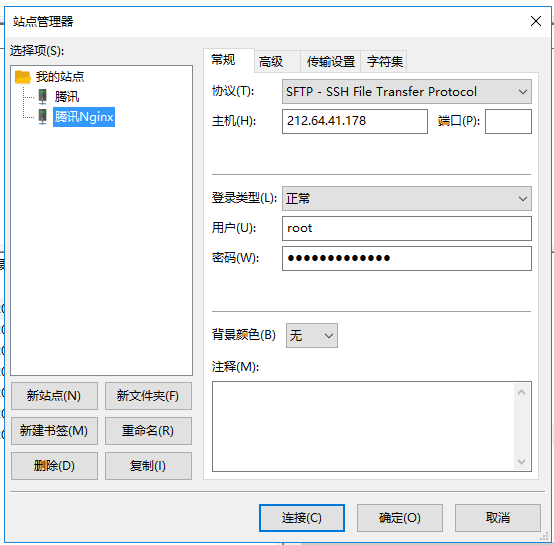 站点管理器
选择项(S):
我的站点
腾讯
腾讯Nginx
新站点(N)
新文件夹(F)
新建书签(M)
重命名(R)
删除(D)
复制(I)
常规
高级
传输设置
字符集
协议(T):
SFTP - SSH File Transfer Protocol
主机(H):
212.64.41.178
端口(P):
登录类型(L):
正常
用户(U):
root
密码(W):
●●●●●●●●●●●●●
背景颜色(B)
无
注释(M):
连接(C)
确定(O)
取消